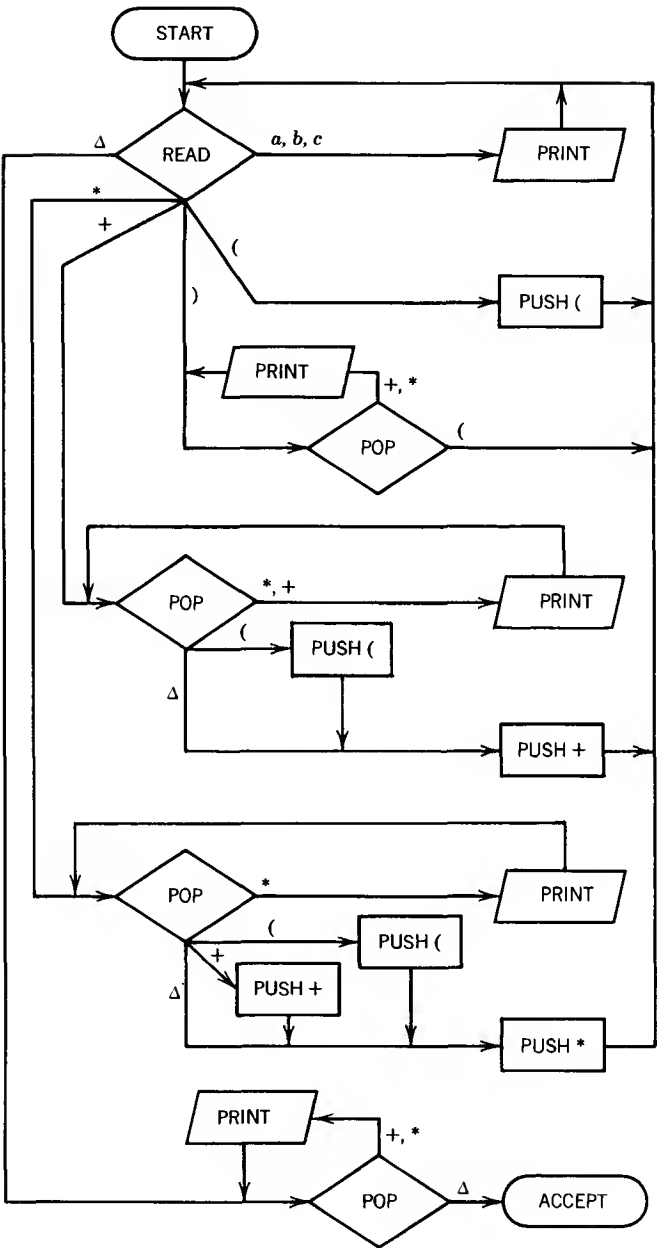 START
Δ READ a, b, c PRINT
*
+
(
) PUSH (
PRINT
+, *
POP (
POP *, + PRINT
( PUSH (
Δ
PUSH +
POP * PRINT
( PUSH (
+
Δ PUSH +
PUSH *
PRINT
+, *
POP Δ ACCEPT